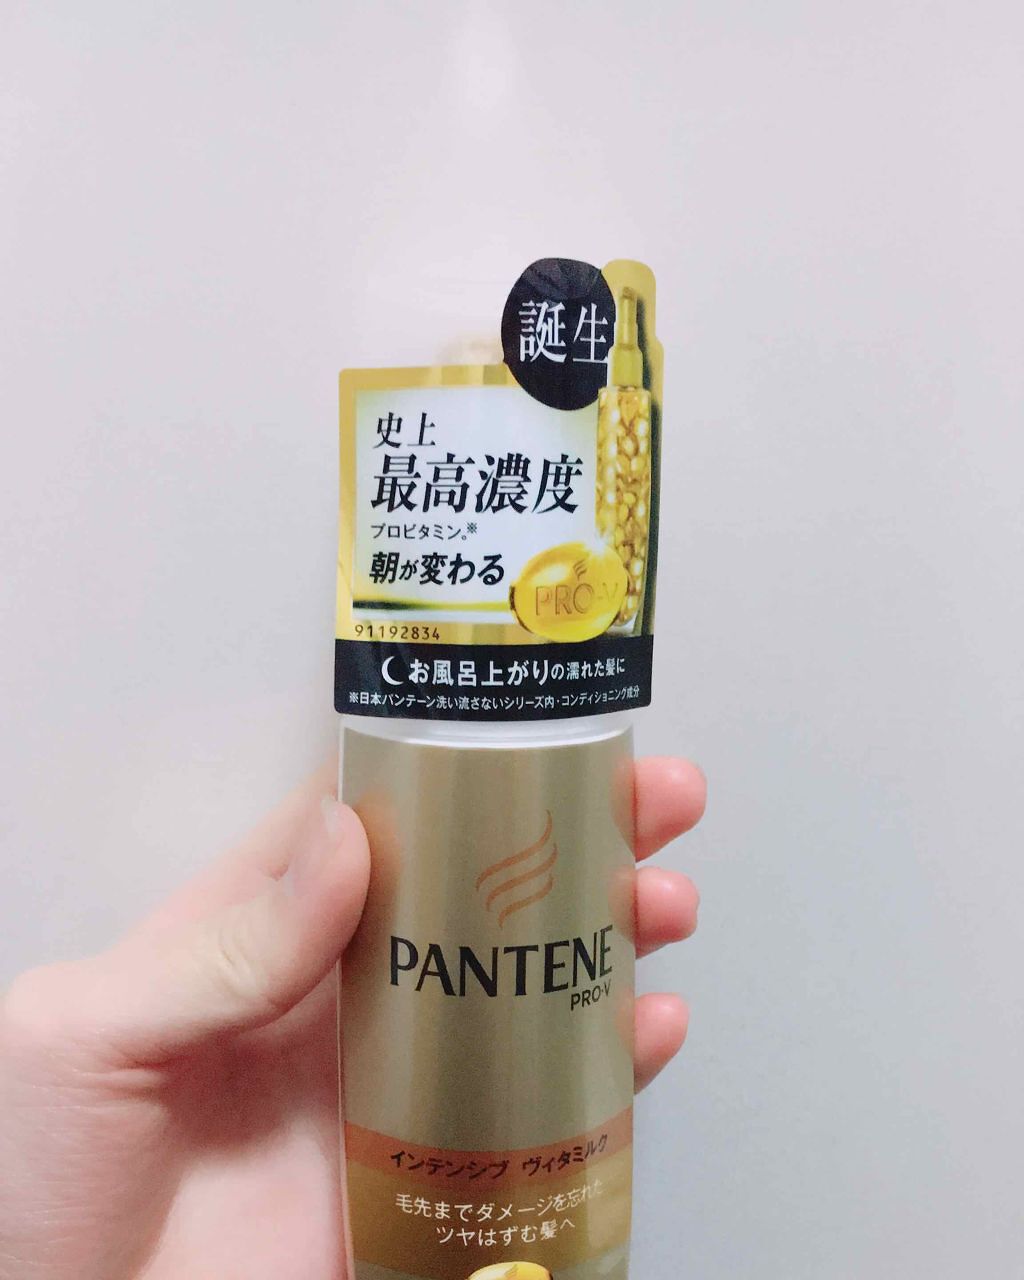 誕生
史上
最高濃度
プロビタミン。※
朝が変わる
PRO-V
91192834
お風呂上がりの濡れた髪に
※日本パンテーン洗い流さないシリーズ内・コンディショニング成分
PANTENE
PRO-V
インテンシブ ヴィタミルク
毛先までダメージを忘れた
ツヤはずむ髪へ